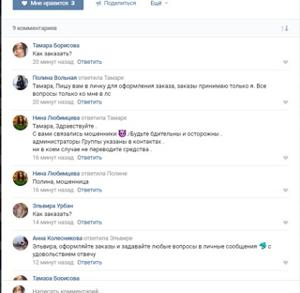 Мне нравится 3
Поделиться
Ещё
9 комментариев
Тамара Борисова
Как заказать?
20 минут назад Ответить
Полина Вольная ответила Тамаре
Тамара, Пишу вам в личку для оформления заказа, заказы принимаю только я. Все
вопросы только ко мне в лс
20 минут назад Ответить
Нина Любимцева ответила Тамаре
Тамара, Здравствуйте .
С вами связались мошенники 😈./Будьте бдительны и осторожны .
администраторы Группы указаны в контактах .
ни в коем случае не переводите средства .
16 минут назад Ответить
Нина Любимцева ответила Полине
Полина, мошенница
16 минут назад Ответить
Эльвира Урбан
Как заказать?
14 минут назад Ответить
Анна Колесникова ответила Эльвире
Эльвира, оформляйте заказы и задавайте любые вопросы в личные сообщения с
удовольствием отвечу
12 минут назад Ответить
Тамара Борисова
Написать комментарий